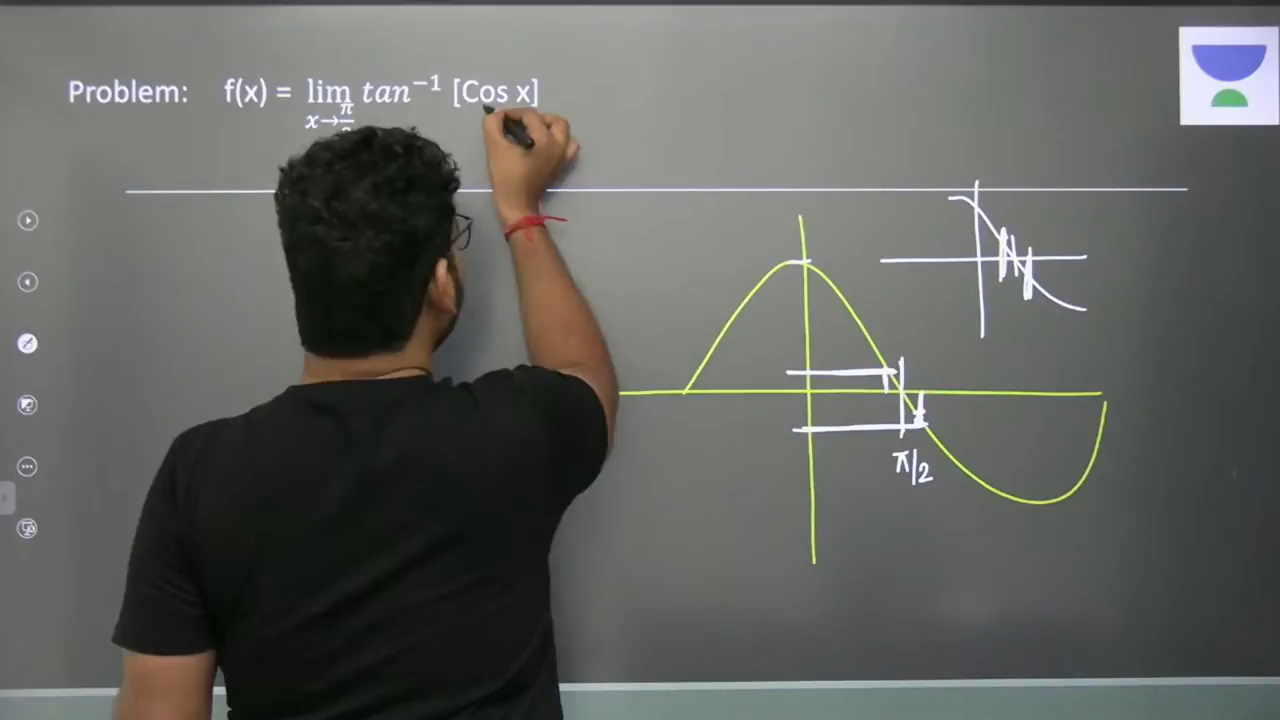 Problem: f(x) = lim tan⁻¹ [Cos x]
x→π
π/2